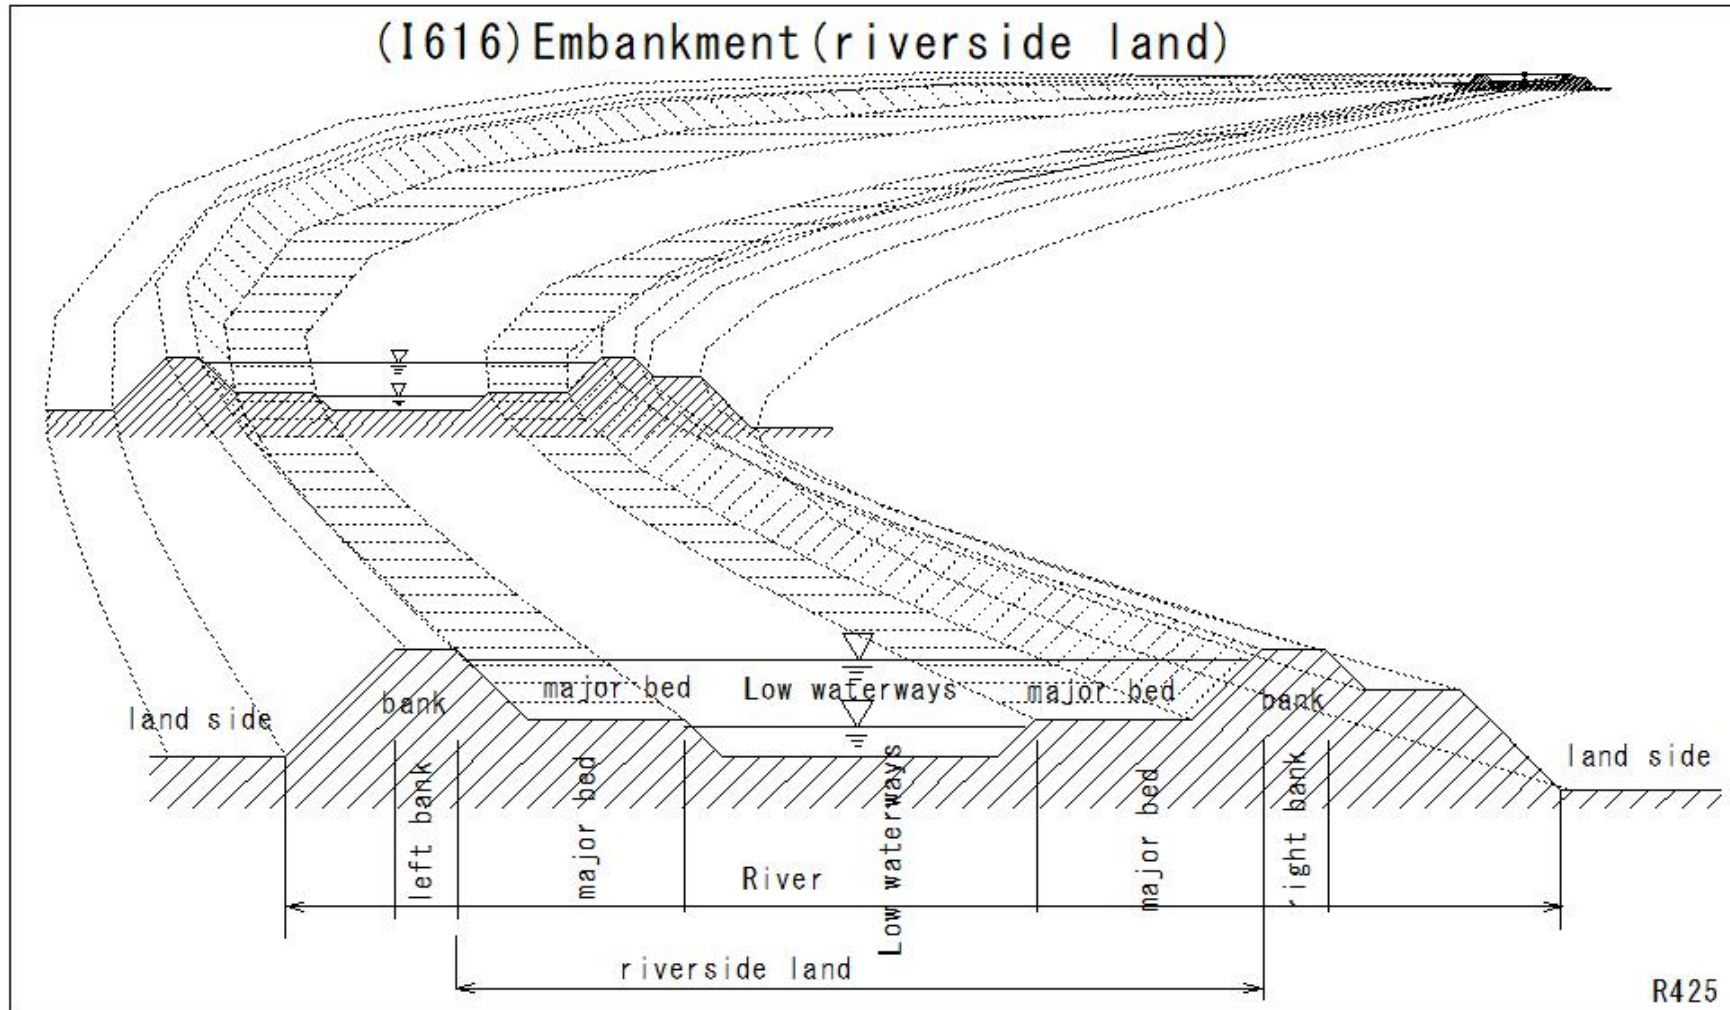 (I616)Embankment(riverside land)
major bed
Low waterways
major bed
bank
bank
land side
land side
left bank
major bed
Low waterways
major bed
right bank
River
riverside land
R425